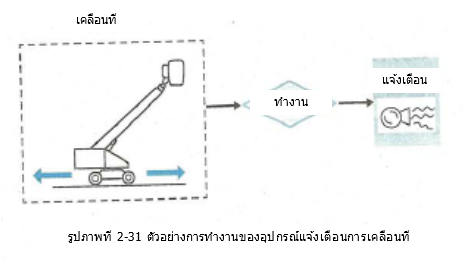 เคลื่อนที่
แจ้งเตือน
ทำงาน
รูปภาพที่ 2-31 ตัวอย่างการทำงานของอุปกรณ์แจ้งเตือนการเคลื่อนที่